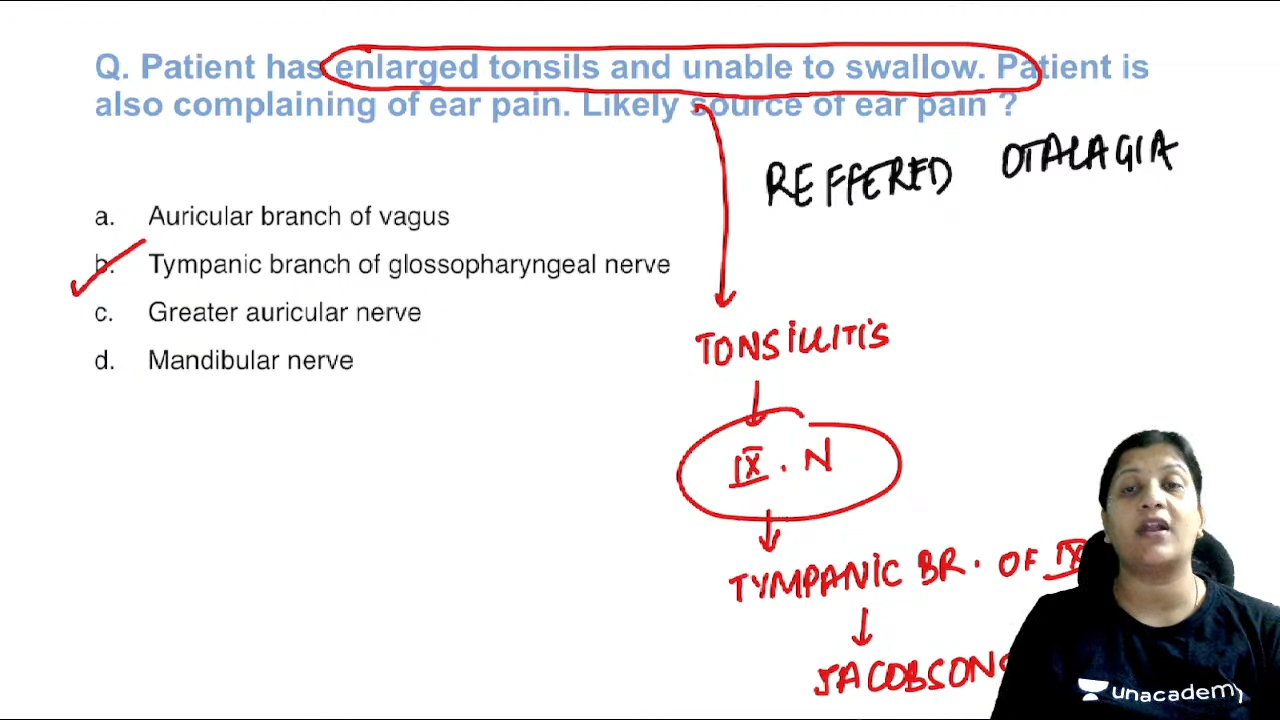 Q. Patient has enlarged tonsils and unable to swallow. Patient is
also complaining of ear pain. Likely source of ear pain ?
REFFERED OTALAGIA
a. Auricular branch of vagus
b. Tympanic branch of glossopharyngeal nerve
c. Greater auricular nerve
d. Mandibular nerve
TONSILLITIS
IX . N
TYMPANIC BR. OF IX
JACOBSON
unacademy